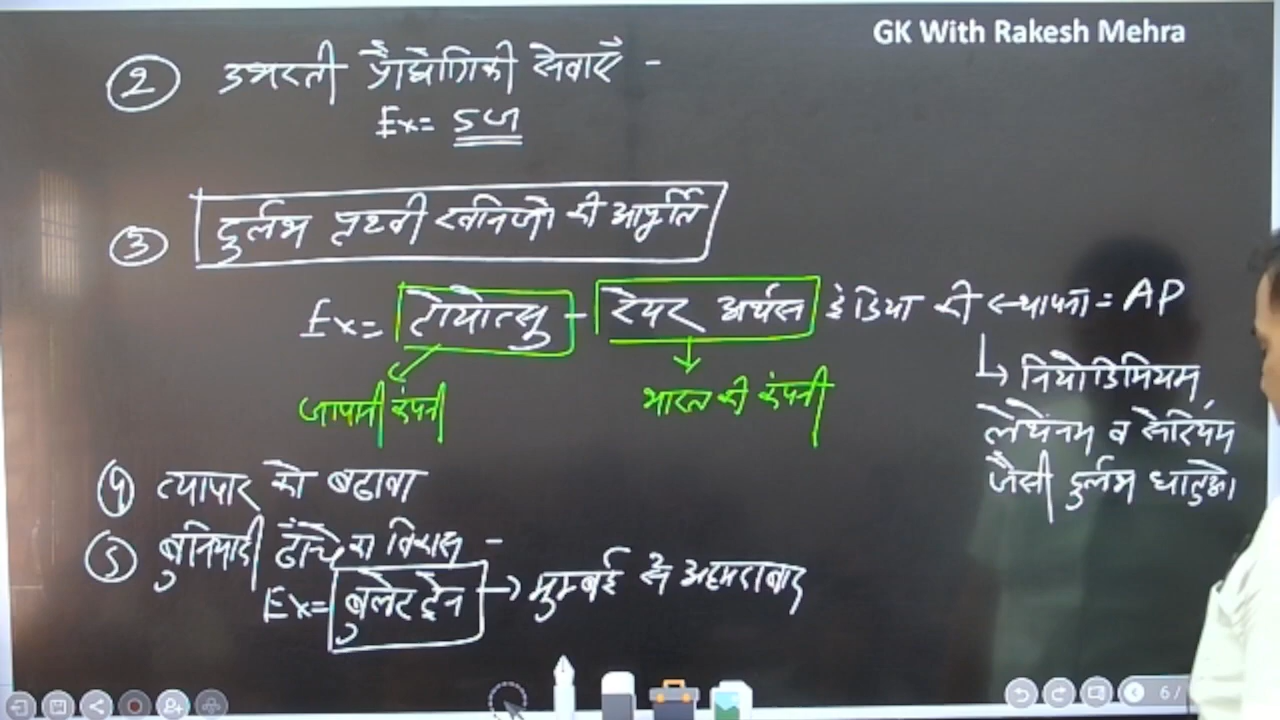 GK With Rakesh Mehra
② उभरती प्रौद्योगिकी सेवाएँ -
Ex= 5G
③ दुर्लभ पृथ्वी खनिजों की आपूर्ति
Ex= टोयोत्सु - रेयर अर्थस इंडिया की स्थापना = AP
जापानी कंपनी
भारत की कंपनी
↳ नियोडिमियम,
लेथेंनम व सेरियम
जैसी दुर्लभ धातुओं
④ व्यापार को बढावा
⑤ बुनियादी ढांचे का विकास -
Ex= बुलेट ट्रेन → मुम्बई से अहमदाबाद
6 /